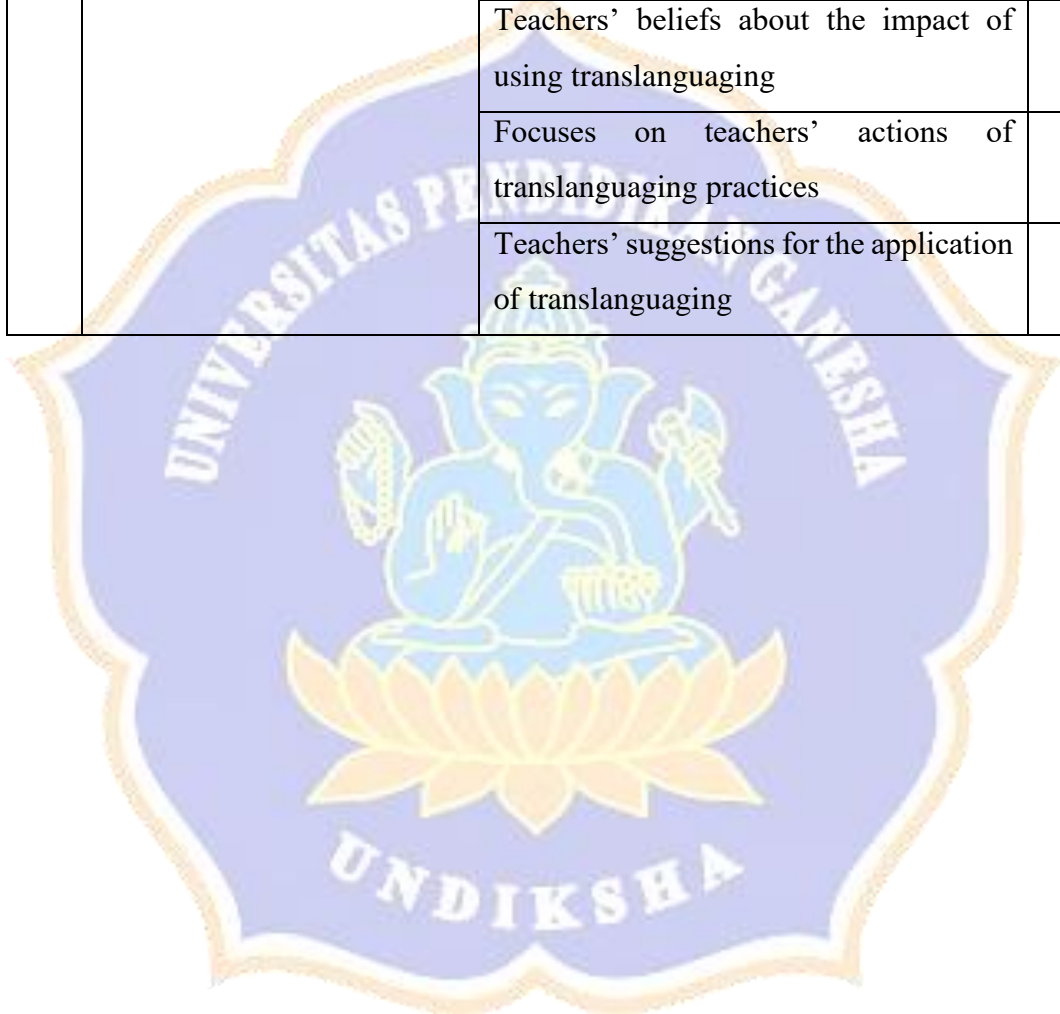 Teachers’ beliefs about the impact of
using translanguaging
Focuses on teachers’ actions of
translanguaging practices
Teachers’ suggestions for the application
of translanguaging
UNIVERSITAS PENDIDIKAN GANESHA
UNDIKSHA